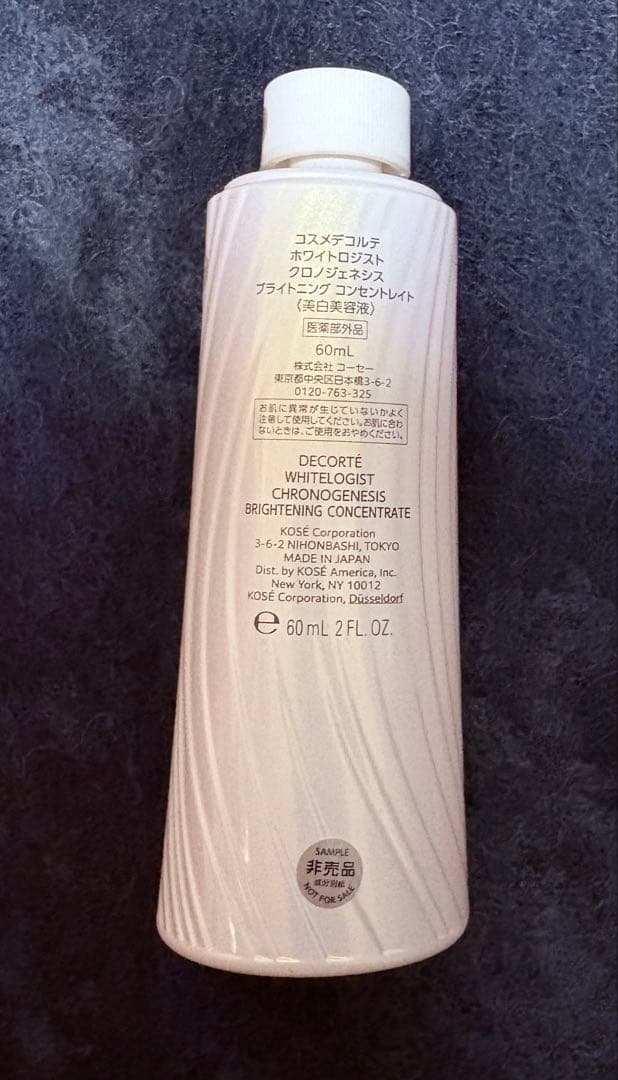 コスメデコルテ
ホワイトロジスト
クロノジェネシス
ブライトニング コンセントレイト
〈美白美容液〉
医薬部外品
60mL
株式会社 コーセー
東京都中央区日本橋3-6-2
0120-763-325
お肌に異常が生じていないかよく
注意して使用してください。お肌に合わ
ないときは、ご使用をおやめください。
DECORTÉ
WHITELOGIST
CHRONOGENESIS
BRIGHTENING CONCENTRATE
KOSÉ Corporation
3-6-2 NIHONBASHI, TOKYO
MADE IN JAPAN
Dist. by KOSÉ America, Inc.
New York, NY 10012
KOSÉ Corporation, Düsseldorf
℮ 60 mL 2 FL. OZ.
SAMPLE
非売品
成分別紙
NOT FOR SALE